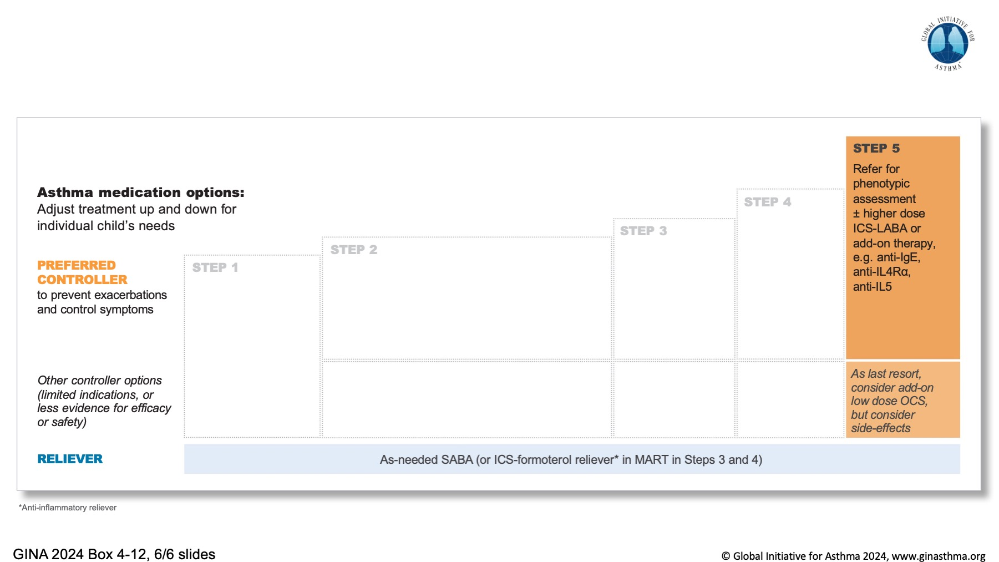 GLOBAL INITIATIVE FOR
ASTHMA
STEP 5
Refer for
phenotypic
assessment
± higher dose
ICS-LABA or
add-on therapy,
e.g. anti-IgE,
anti-IL4Rα,
anti-IL5
Asthma medication options:
Adjust treatment up and down for
individual child’s needs
STEP 4
STEP 3
STEP 2
STEP 1
PREFERRED
CONTROLLER
to prevent exacerbations
and control symptoms
Other controller options
(limited indications, or
less evidence for efficacy
or safety)
As last resort,
consider add-on
low dose OCS,
but consider
side-effects
RELIEVER
As-needed SABA (or ICS-formoterol reliever* in MART in Steps 3 and 4)
*Anti-inflammatory reliever
GINA 2024 Box 4-12, 6/6 slides
© Global Initiative for Asthma 2024, www.ginasthma.org